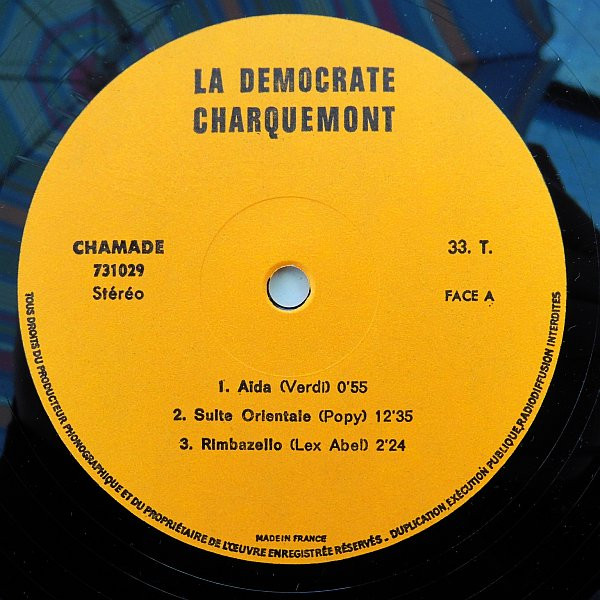 LA DEMOCRATE
CHARQUEMONT
CHAMADE
731029
Stéréo
33. T.
FACE A
1. Aïda (Verdi) 0'55
2. Suite Orientale (Popy) 12'35
3. Rimbazello (Lex Abel) 2'24
MADE IN FRANCE
TOUS DROITS DU PRODUCTEUR PHONOGRAPHIQUE ET DU PROPRIÉTAIRE DE L'ŒUVRE ENREGISTRÉE RÉSERVÉS - DUPLICATION, EXÉCUTION PUBLIQUE, RADIODIFFUSION INTERDITES